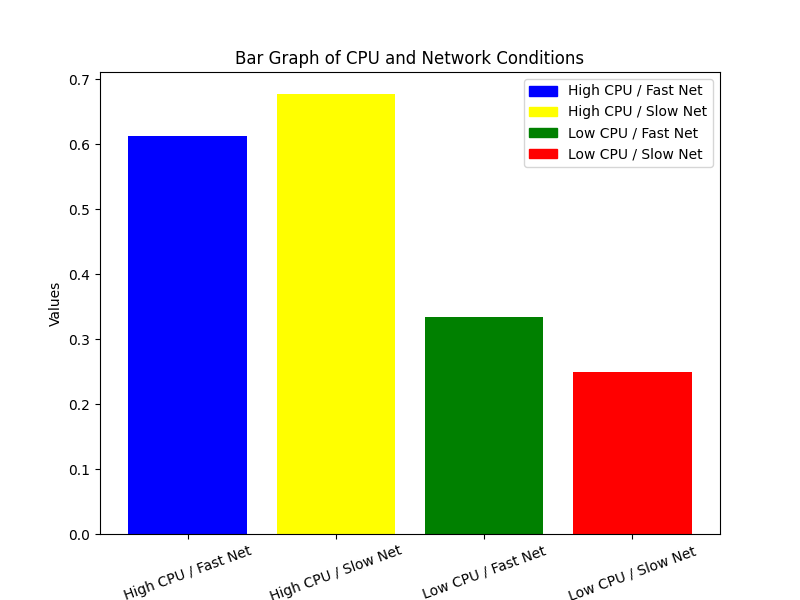 Bar Graph of CPU and Network Conditions
0.7
0.6
0.5
0.4
0.3
0.2
0.1
0.0
Values
High CPU / Fast Net
High CPU / Slow Net
Low CPU / Fast Net
Low CPU / Slow Net
High CPU / Fast Net
High CPU / Slow Net
Low CPU / Fast Net
Low CPU / Slow Net